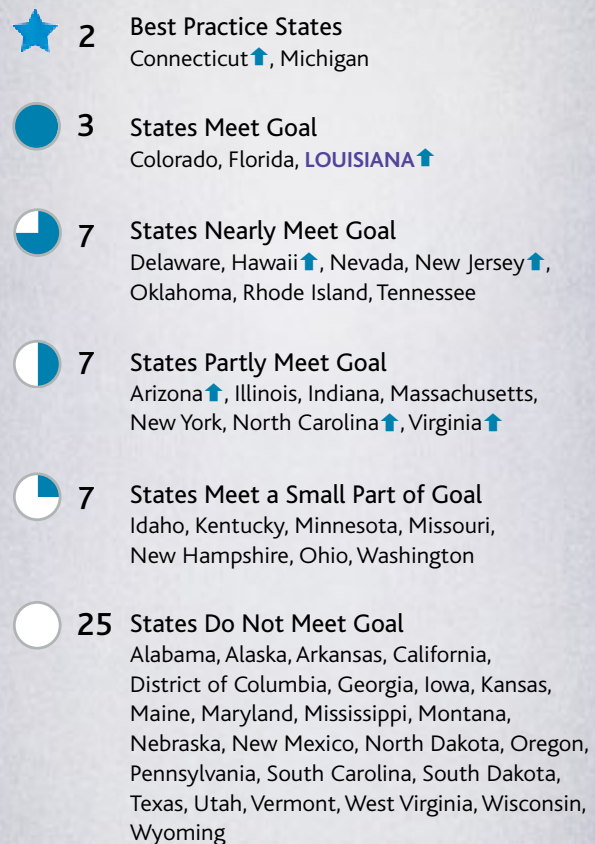 2 Best Practice States
Connecticut⬆, Michigan
3 States Meet Goal
Colorado, Florida, LOUISIANA⬆
7 States Nearly Meet Goal
Delaware, Hawaii⬆, Nevada, New Jersey⬆,
Oklahoma, Rhode Island, Tennessee
7 States Partly Meet Goal
Arizona⬆, Illinois, Indiana, Massachusetts,
New York, North Carolina⬆, Virginia⬆
7 States Meet a Small Part of Goal
Idaho, Kentucky, Minnesota, Missouri,
New Hampshire, Ohio, Washington
25 States Do Not Meet Goal
Alabama, Alaska, Arkansas, California,
District of Columbia, Georgia, Iowa, Kansas,
Maine, Maryland, Mississippi, Montana,
Nebraska, New Mexico, North Dakota, Oregon,
Pennsylvania, South Carolina, South Dakota,
Texas, Utah, Vermont, West Virginia, Wisconsin,
Wyoming